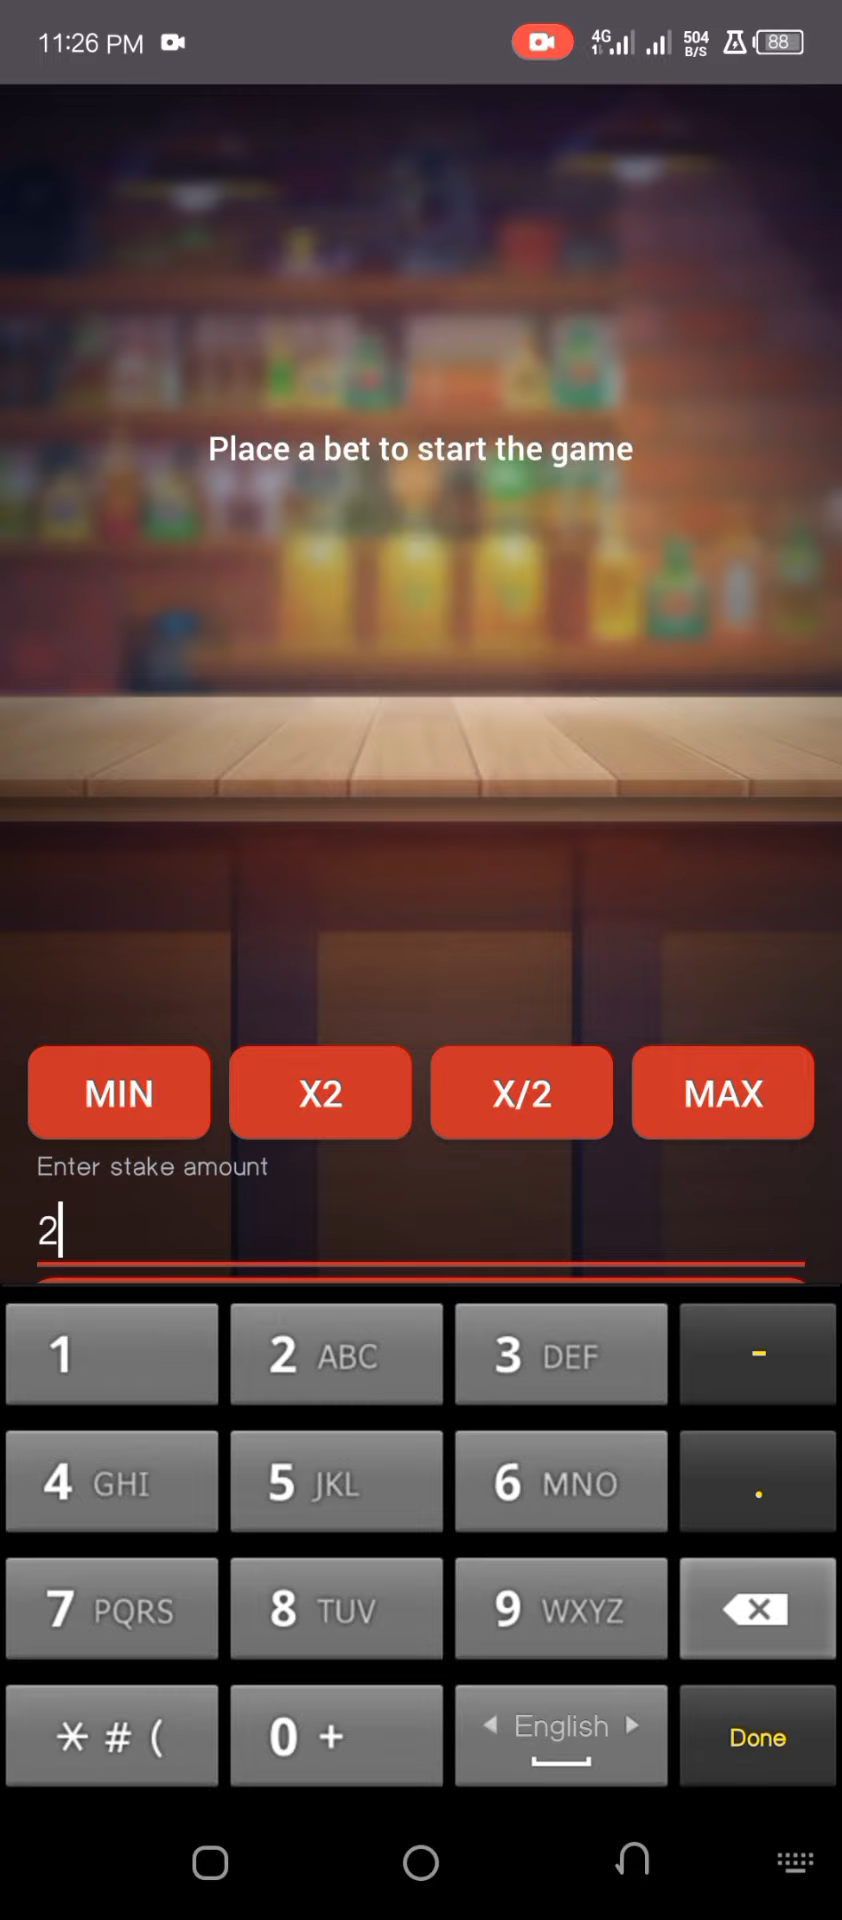 11:26 PM
4G
504
B/S
88
Place a bet to start the game
MIN X2 X/2 MAX
Enter stake amount
2
1 2 ABC 3 DEF -
4 GHI 5 JKL 6 MNO .
7 PQRS 8 TUV 9 WXYZ
* # ( 0 + English Done